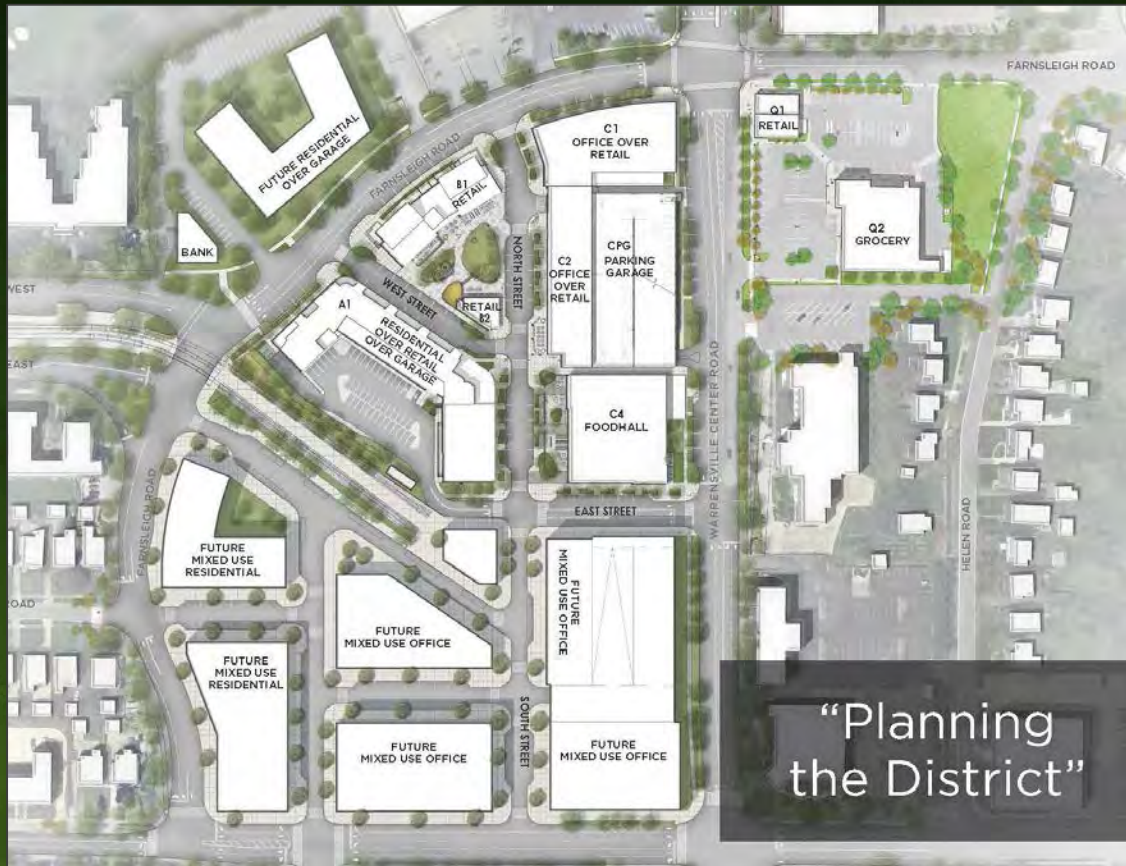 FARNSLEIGH ROAD
Q1
RETAIL
C1
OFFICE OVER
RETAIL
FUTURE RESIDENTIAL
OVER GARAGE
FARNSLEIGH ROAD
B1
RETAIL
Q2
GROCERY
BANK
NORTH STREET
C2 OFFICE
OVER
RETAIL
CPG
PARKING
GARAGE
WEST
WEST STREET
RETAIL
B2
A1
RESIDENTIAL
OVER RETAIL
OVER GARAGE
EAST
WARRENSVILLE CENTER ROAD
C4
FOODHALL
EAST STREET
FARNSLEIGH ROAD
HELEN ROAD
FUTURE
MIXED USE
RESIDENTIAL
FUTURE
MIXED USE OFFICE
ROAD
FUTURE
MIXED USE OFFICE
FUTURE
MIXED USE
RESIDENTIAL
SOUTH STREET
FUTURE
MIXED USE OFFICE
FUTURE
MIXED USE OFFICE
“Planning
the District”